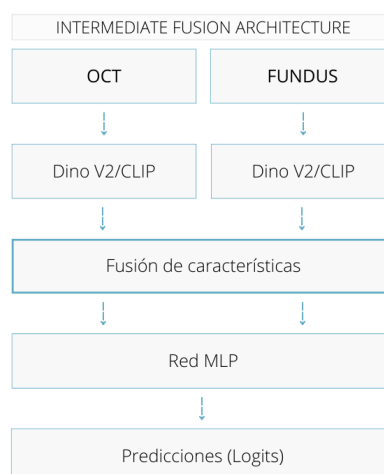 INTERMEDIATE FUSION ARCHITECTURE
OCT FUNDUS
Dino V2/CLIP Dino V2/CLIP
Fusión de características
Red MLP
Predicciones (Logits)